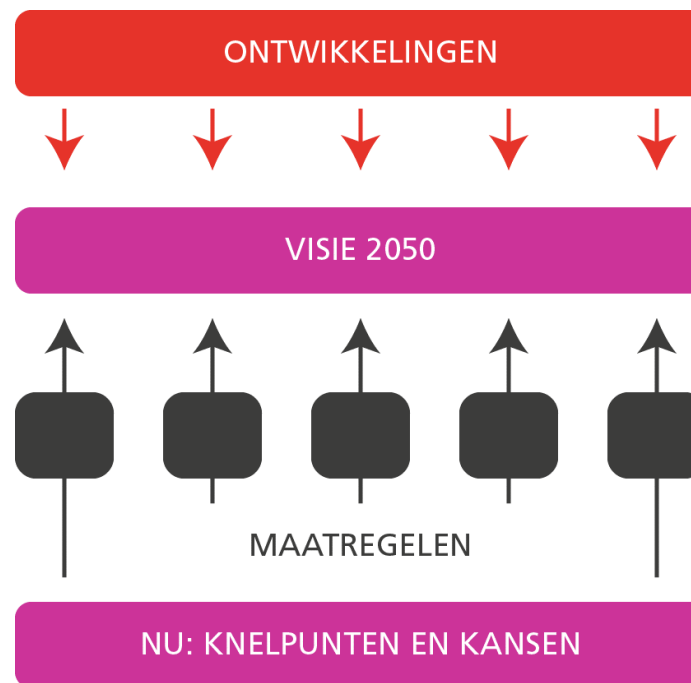 ONTWIKKELINGEN
VISIE 2050
MAATREGELEN
NU: KNELPUNTEN EN KANSEN